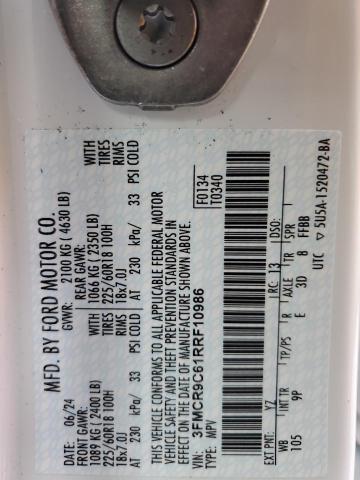 MFD. BY FORD MOTOR CO.
DATE: 06/24 GVWR: 2100 KG ( 4630 LB)
FRONT GAWR: REAR GAWR:
1089 KG (2400 LB) 1066 KG ( 2350 LB) WITH
225/60R18 100H 225/60R18 100H TIRES
18x7.0J 18x7.0J RIMS
AT 230 kPa/ 33 PSI COLD AT 230 kPa/ 33 PSI COLD
WITH
TIRES
RIMS
THIS VEHICLE CONFORMS TO ALL APPLICABLE FEDERAL MOTOR
VEHICLE SAFETY AND THEFT PREVENTION STANDARDS IN
EFFECT ON THE DATE OF MANUFACTURE SHOWN ABOVE.
VIN: 3FMCR9C61RRF10986
TYPE: MPV
F0134
T0340
EXT PNT: YZ RC: 13 DSO:
WB INT TR TP/PS R AXLE TR SPR
105 9P E 3D 8 FFBB
UTC 5U5A-1520472-BA